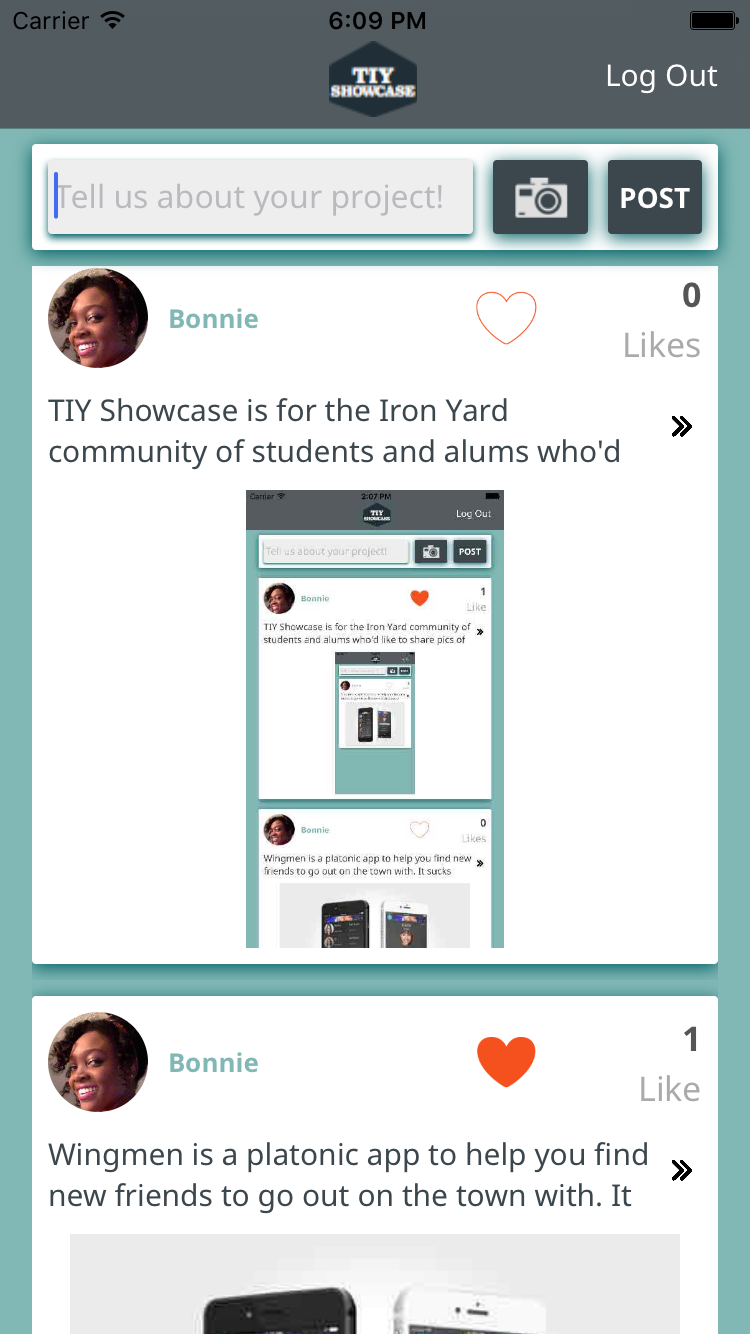 Carrier 6:09 PM
TIY
SHOWCASE
Log Out
Tell us about your project!
POST
Bonnie
0
Likes
TIY Showcase is for the Iron Yard
community of students and alums who'd
Carrier 2:07 PM
TIY
SHOWCASE
Log Out
Tell us about your project!
POST
Bonnie
1
Like
TIY Showcase is for the Iron Yard community of
students and alums who'd like to share pics of
Bonnie
0
Likes
Wingmen is a platonic app to help you find new
friends to go out on the town with. It sucks
Bonnie
1
Like
Wingmen is a platonic app to help you find
new friends to go out on the town with. It